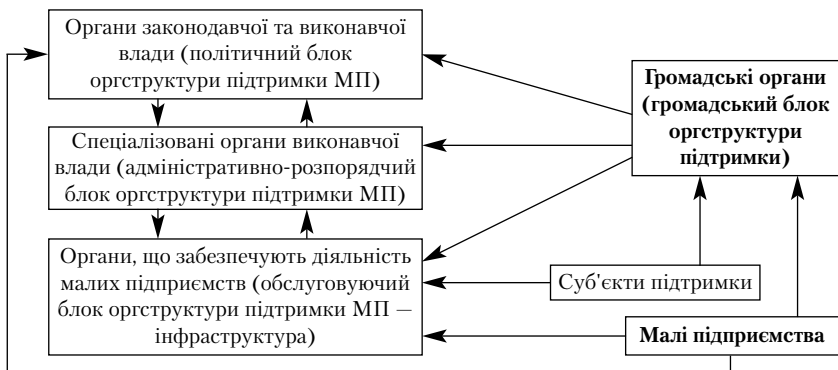 Органи законодавчої та виконавчої
влади (політичний блок
оргструктури підтримки МП)
Спеціалізовані органи виконавчої
влади (адміністративно-розпорядчий
блок оргструктури підтримки МП)
Органи, що забезпечують діяльність
малих підприємств (обслуговуючий
блок оргструктури підтримки МП –
інфраструктура)
Громадські органи
(громадський блок
оргструктури
підтримки)
Суб'єкти підтримки
Малі підприємства